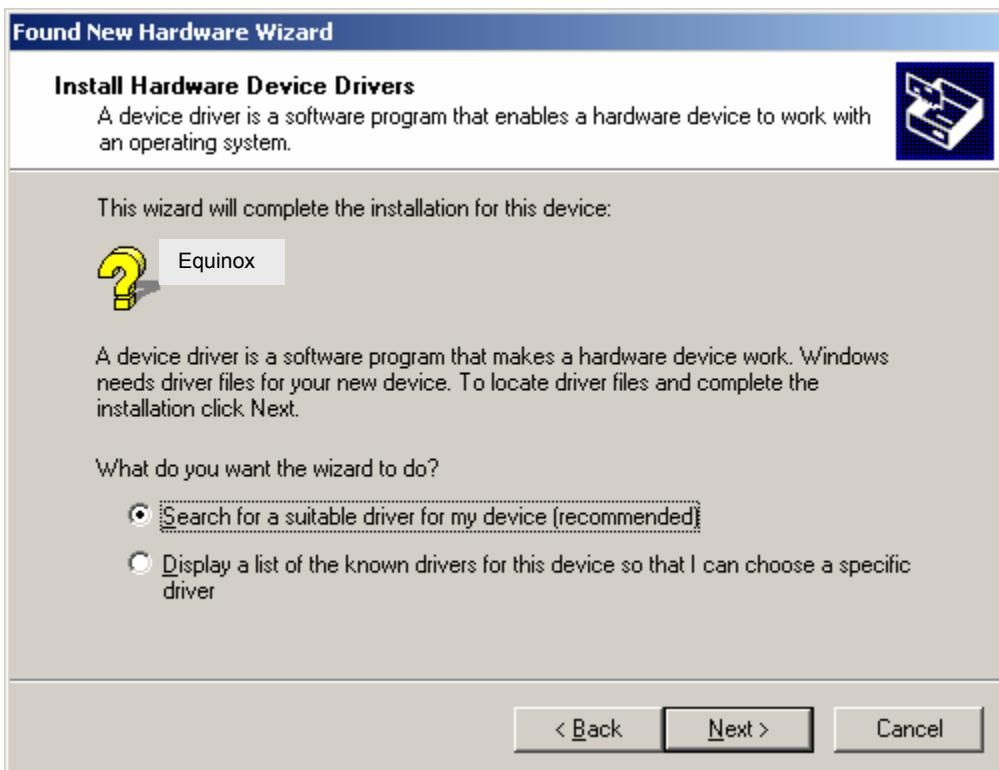 Found New Hardware Wizard
Install Hardware Device Drivers
A device driver is a software program that enables a hardware device to work with
an operating system.
This wizard will complete the installation for this device:
Equinox
A device driver is a software program that makes a hardware device work. Windows
needs driver files for your new device. To locate driver files and complete the
installation click Next.
What do you want the wizard to do?
Search for a suitable driver for my device (recommended)
Display a list of the known drivers for this device so that I can choose a specific
driver
< Back
Next >
Cancel